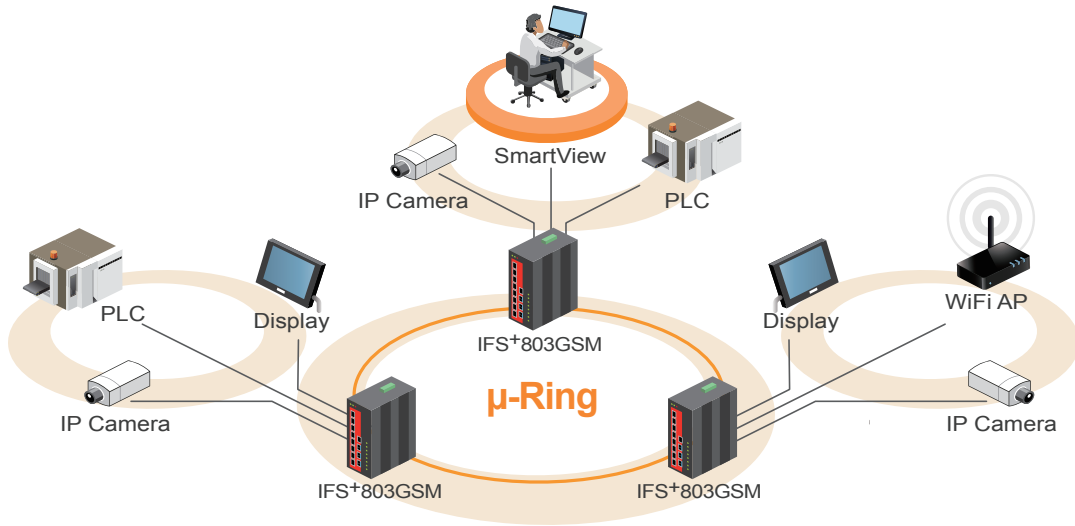 SmartView
IP Camera
PLC
PLC
Display
Display
WiFi AP
IFS+803GSM
μ-Ring
IP Camera
IP Camera
IFS+803GSM
IFS+803GSM